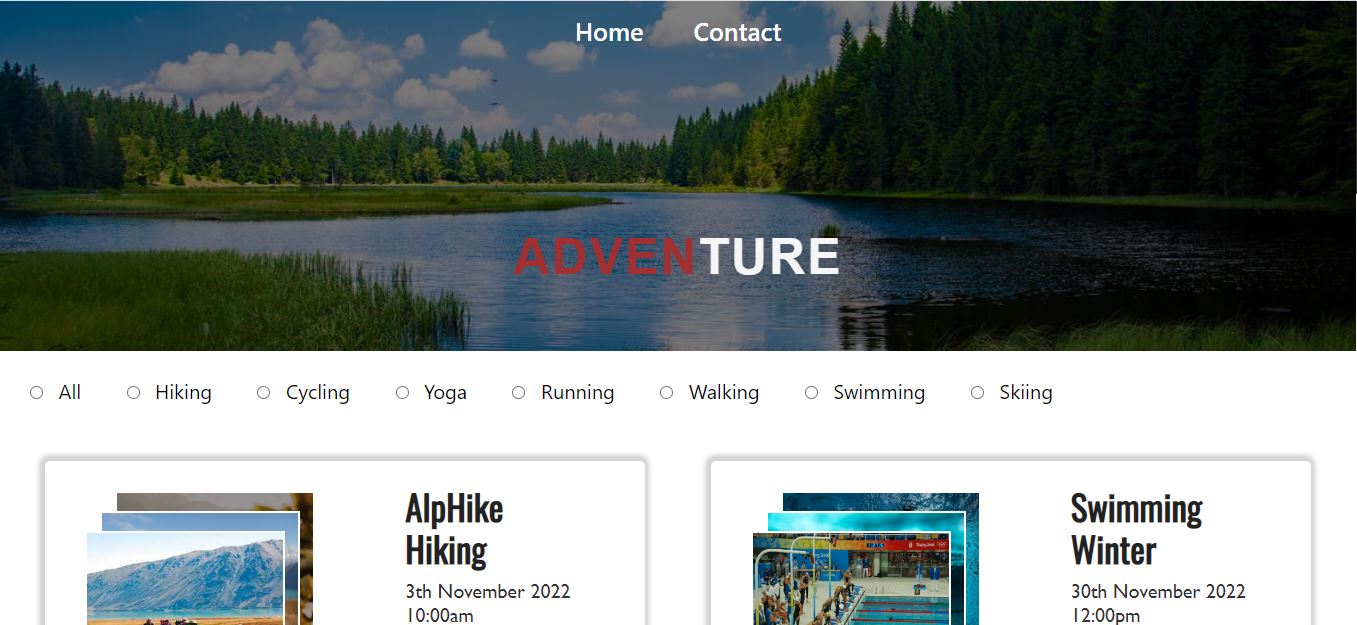 Home Contact
ADVENTURE
All Hiking Cycling Yoga Running Walking Swimming Skiing
AlpHike
Hiking
3th November 2022
10:00am
Swimming
Winter
30th November 2022
12:00pm